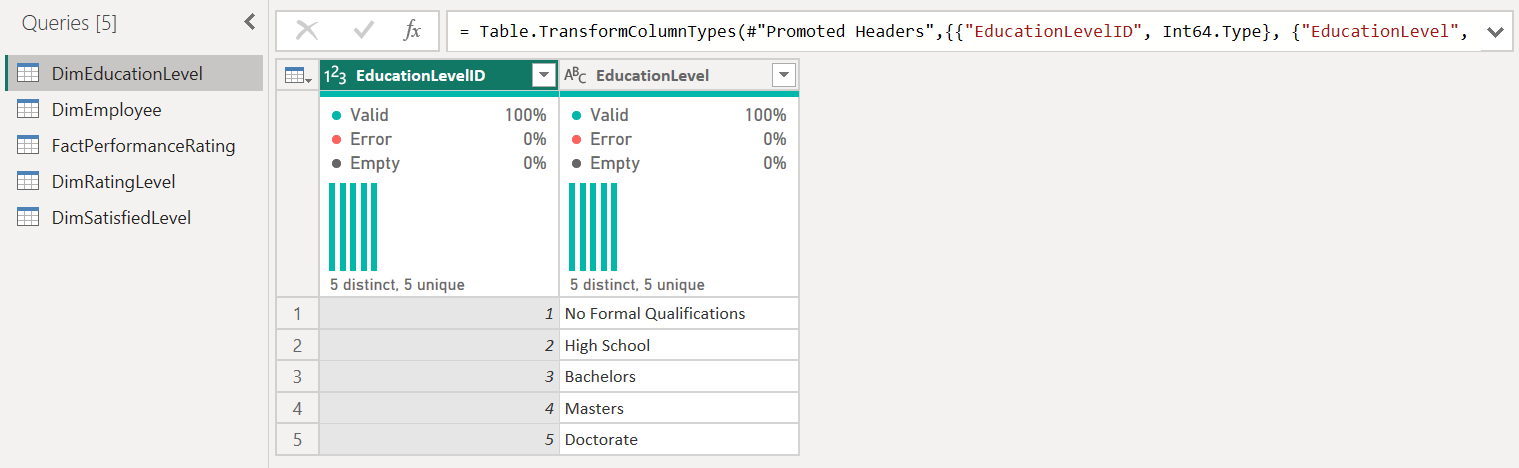 Queries [5]
DimEducationLevel
DimEmployee
FactPerformanceRating
DimRatingLevel
DimSatisfiedLevel
fx
= Table.TransformColumnTypes(#"Promoted Headers",{{"EducationLevelID", Int64.Type}, {"EducationLevel",
123 EducationLevelID ABC EducationLevel
Valid 100% Valid 100%
Error 0% Error 0%
Empty 0% Empty 0%
5 distinct, 5 unique 5 distinct, 5 unique
1 1 No Formal Qualifications
2 2 High School
3 3 Bachelors
4 4 Masters
5 5 Doctorate